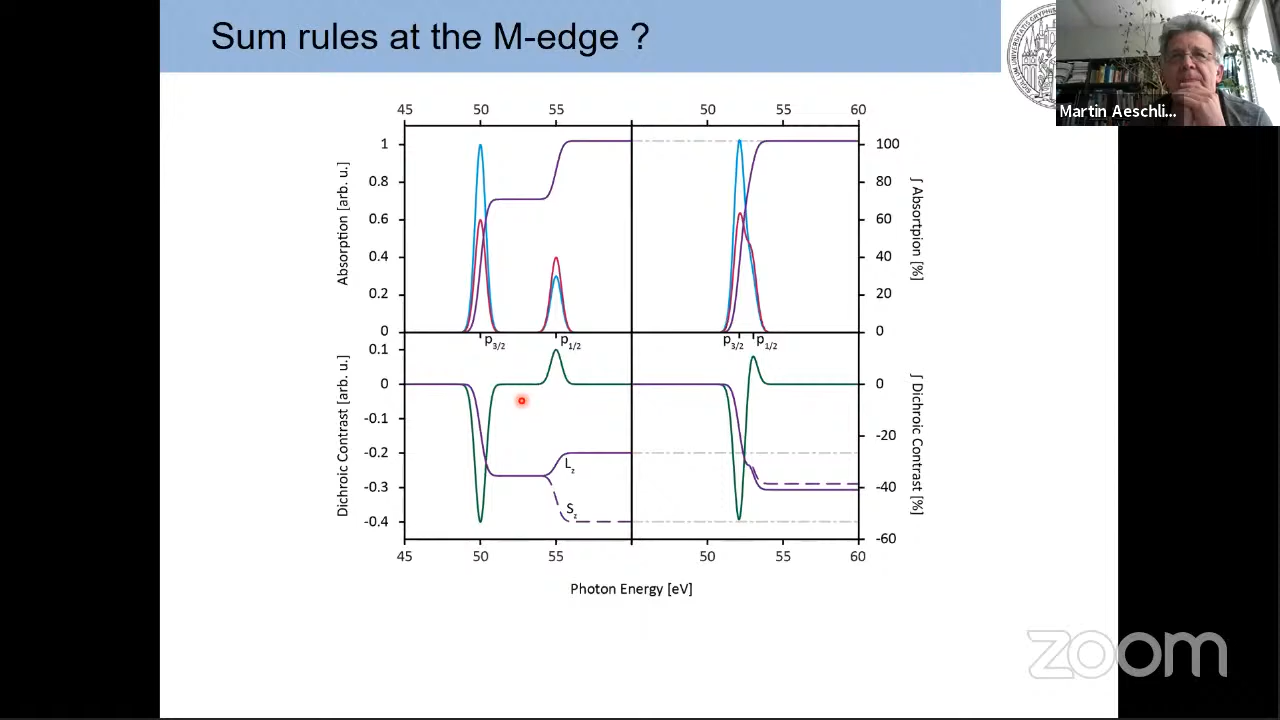 Sum rules at the M-edge ?
Martin Aeschli...
45 50 55 50 55 60
Absorption [arb. u.]
1
0.8
0.6
0.4
0.2
0
100
80
60
40
20
0
∫ Absortpion [%]
p3/2 p1/2 p3/2 p1/2
Dichroic Contrast [arb. u.]
0.1
0
-0.1
-0.2
-0.3
-0.4
Lz
Sz
0
-20
-40
-60
∫ Dichroic Contrast [%]
45 50 55 50 55 60
Photon Energy [eV]
zoom